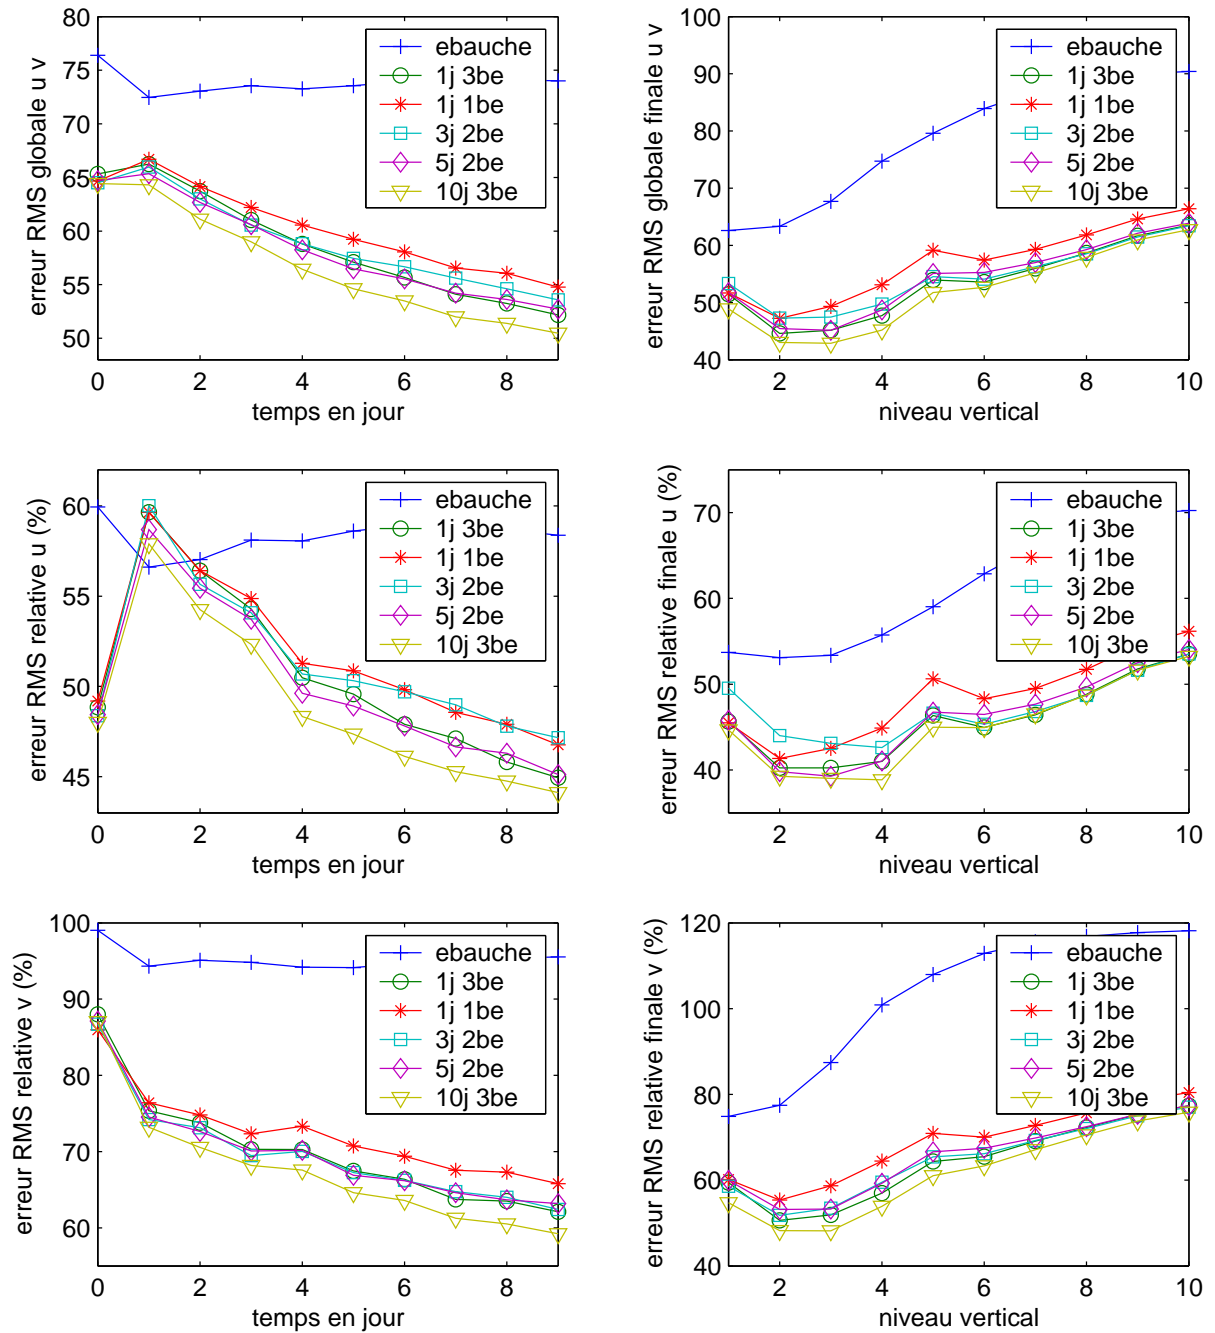 erreur RMS globale u v
80
75
70
65
60
55
50
0 2 4 6 8
temps en jour
ebauche
1j 3be
1j 1be
3j 2be
5j 2be
10j 3be
erreur RMS globale finale u v
100
90
80
70
60
50
40
2 4 6 8 10
niveau vertical
ebauche
1j 3be
1j 1be
3j 2be
5j 2be
10j 3be
erreur RMS relative u (%)
60
55
50
45
0 2 4 6 8
temps en jour
ebauche
1j 3be
1j 1be
3j 2be
5j 2be
10j 3be
erreur RMS relative finale u (%)
70
60
50
40
2 4 6 8 10
niveau vertical
ebauche
1j 3be
1j 1be
3j 2be
5j 2be
10j 3be
erreur RMS relative v (%)
100
90
80
70
60
0 2 4 6 8
temps en jour
ebauche
1j 3be
1j 1be
3j 2be
5j 2be
10j 3be
erreur RMS relative finale v (%)
120
100
80
60
40
2 4 6 8 10
niveau vertical
ebauche
1j 3be
1j 1be
3j 2be
5j 2be
10j 3be